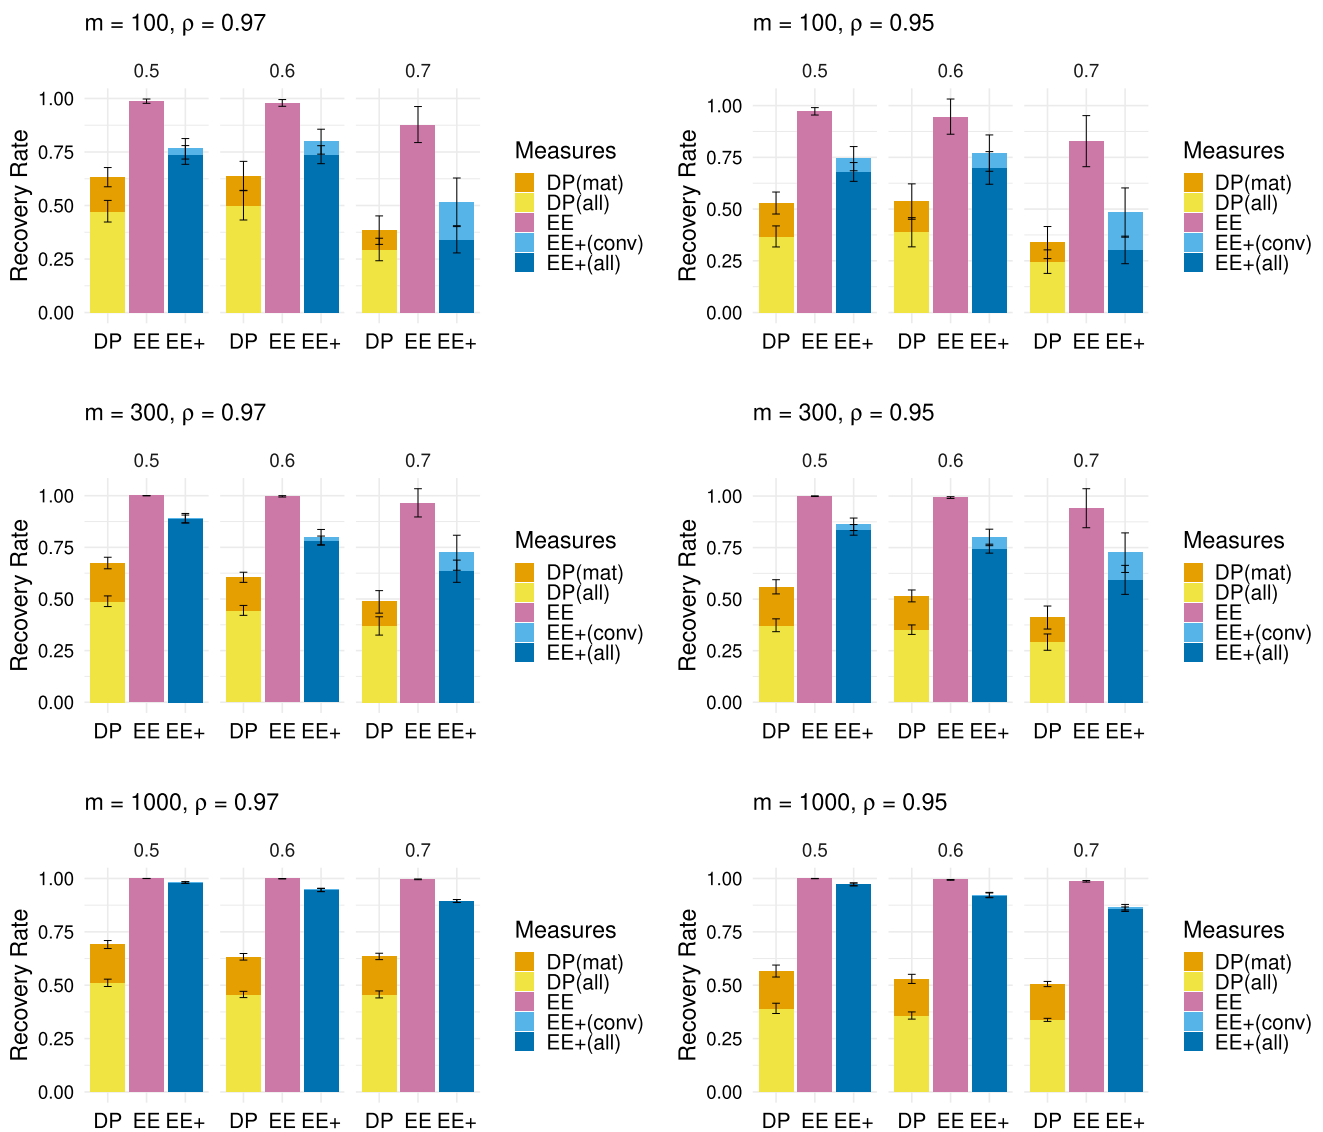 m = 100, ρ = 0.97
0.5 0.6 0.7
Recovery Rate
1.00
0.75
0.50
0.25
0.00
DP EE EE+ DP EE EE+ DP EE EE+
Measures
DP(mat)
DP(all)
EE
EE+(conv)
EE+(all)
m = 100, ρ = 0.95
0.5 0.6 0.7
Recovery Rate
1.00
0.75
0.50
0.25
0.00
DP EE EE+ DP EE EE+ DP EE EE+
Measures
DP(mat)
DP(all)
EE
EE+(conv)
EE+(all)
m = 300, ρ = 0.97
0.5 0.6 0.7
Recovery Rate
1.00
0.75
0.50
0.25
0.00
DP EE EE+ DP EE EE+ DP EE EE+
Measures
DP(mat)
DP(all)
EE
EE+(conv)
EE+(all)
m = 300, ρ = 0.95
0.5 0.6 0.7
Recovery Rate
1.00
0.75
0.50
0.25
0.00
DP EE EE+ DP EE EE+ DP EE EE+
Measures
DP(mat)
DP(all)
EE
EE+(conv)
EE+(all)
m = 1000, ρ = 0.97
0.5 0.6 0.7
Recovery Rate
1.00
0.75
0.50
0.25
0.00
DP EE EE+ DP EE EE+ DP EE EE+
Measures
DP(mat)
DP(all)
EE
EE+(conv)
EE+(all)
m = 1000, ρ = 0.95
0.5 0.6 0.7
Recovery Rate
1.00
0.75
0.50
0.25
0.00
DP EE EE+ DP EE EE+ DP EE EE+
Measures
DP(mat)
DP(all)
EE
EE+(conv)
EE+(all)